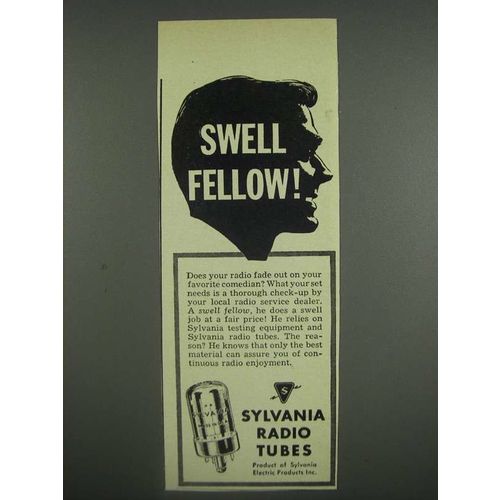 SWELL
FELLOW!
Does your radio fade out on your
favorite comedian? What your set
needs is a thorough check-up by
your local radio service dealer.
A swell fellow, he does a swell
job at a fair price! He relies on
Sylvania testing equipment and
Sylvania radio tubes. The rea-
son? He knows that only the best
material can assure you of con-
tinuous radio enjoyment.
S
SYLVANIA
RADIO
TUBES
Product of Sylvania
Electric Products Inc.